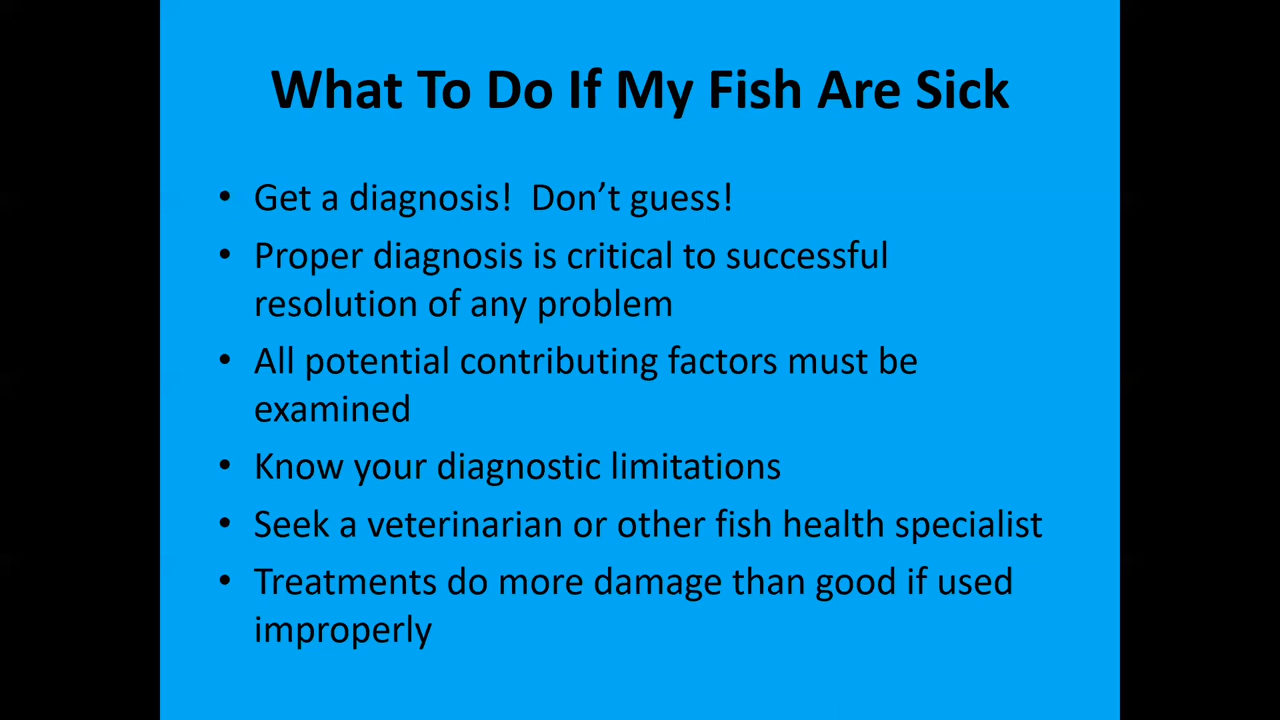 What To Do If My Fish Are Sick
• Get a diagnosis!  Don’t guess!
• Proper diagnosis is critical to successful
resolution of any problem
• All potential contributing factors must be
examined
• Know your diagnostic limitations
• Seek a veterinarian or other fish health specialist
• Treatments do more damage than good if used
improperly